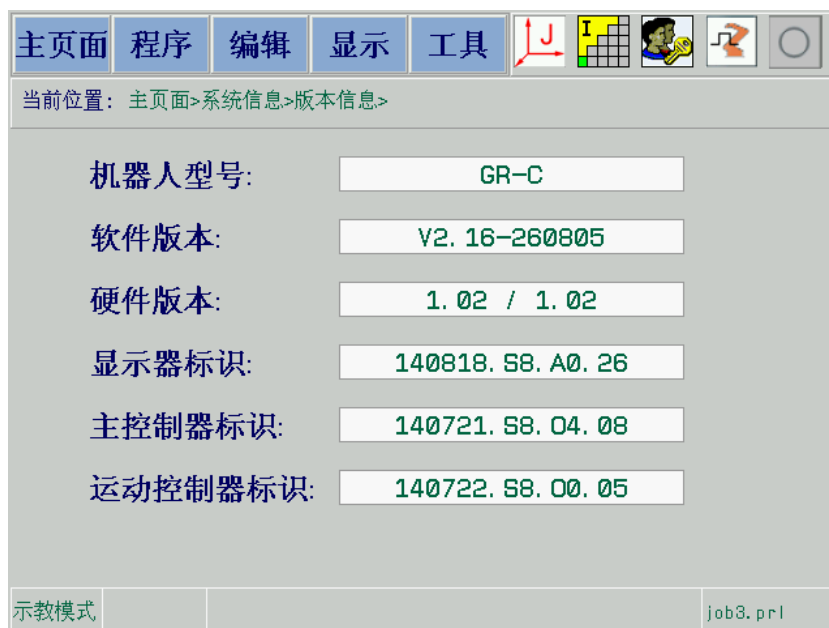 主页面 程序 编辑 显示 工具 J I
当前位置: 主页面>系统信息>版本信息>
机器人型号: GR-C
软件版本: V2.16-260805
硬件版本: 1.02 / 1.02
显示器标识: 140818.S8.A0.26
主控制器标识: 140721.S8.O4.08
运动控制器标识: 140722.S8.O0.05
示教模式 job3.prl